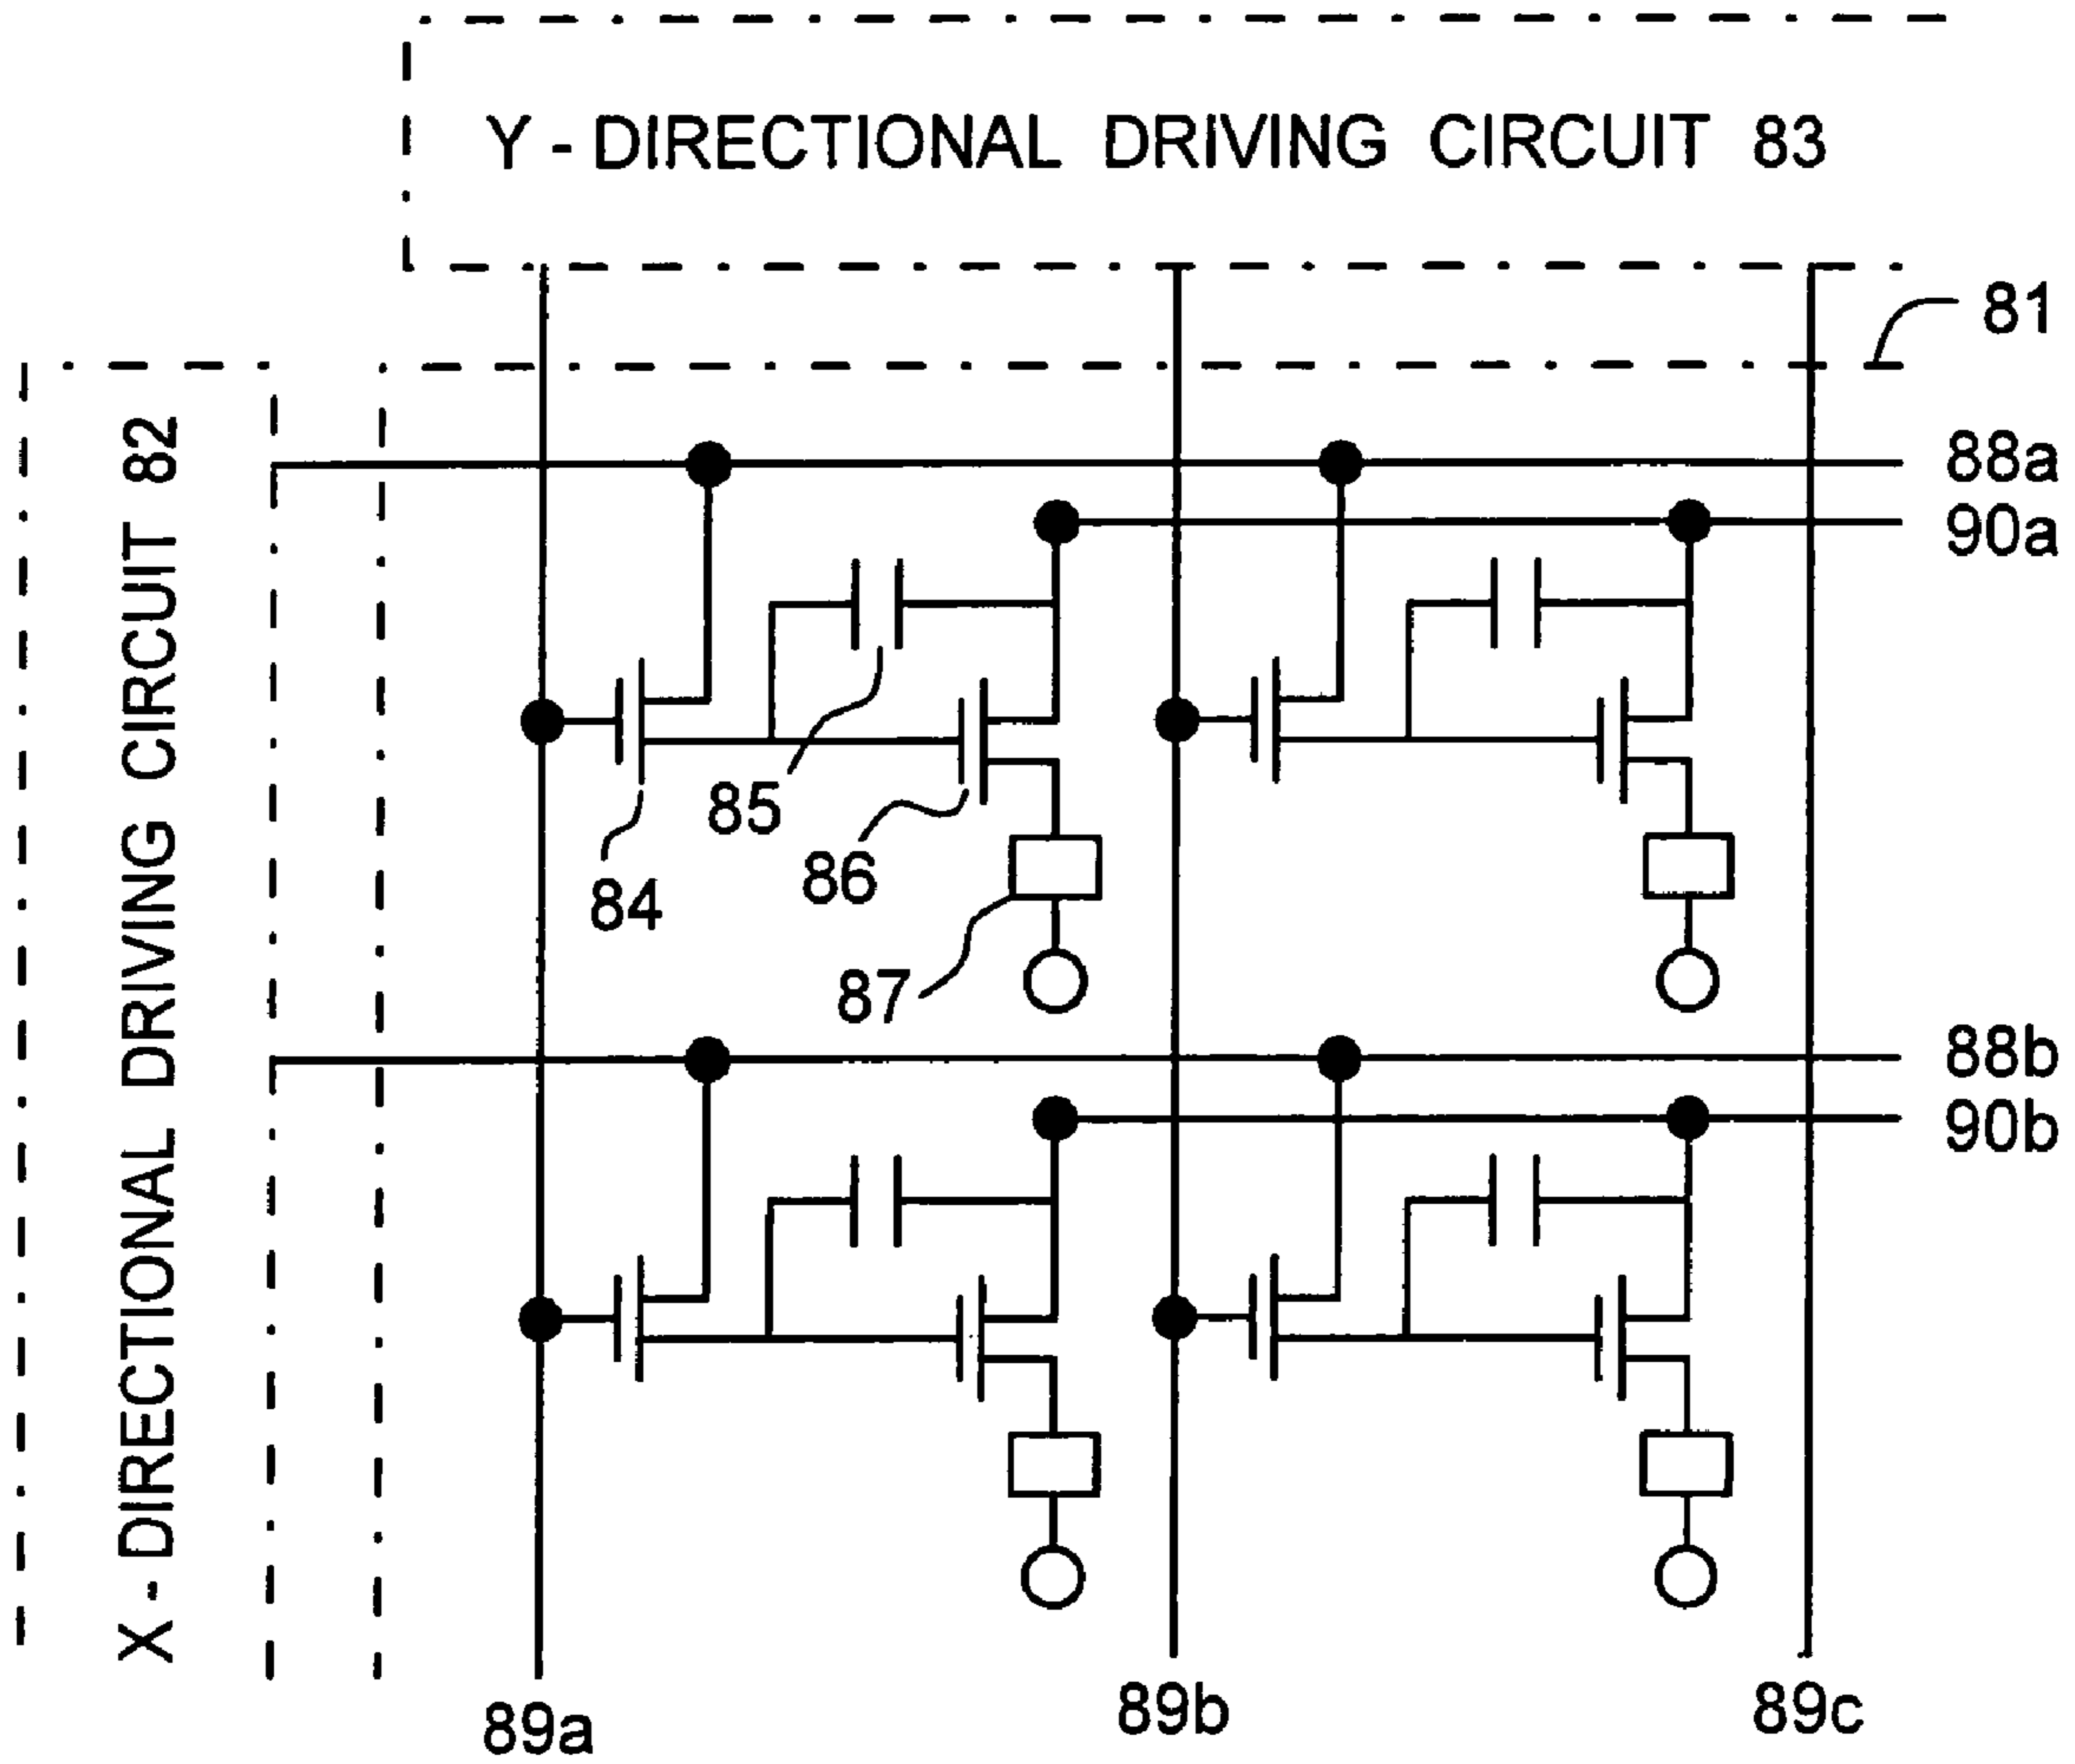 Y - DIRECTIONAL DRIVING CIRCUIT 83
81
X - DIRECTIONAL DRIVING CIRCUIT 82
88a
90a
85
86
84
87
88b
90b
89a
89b
89c